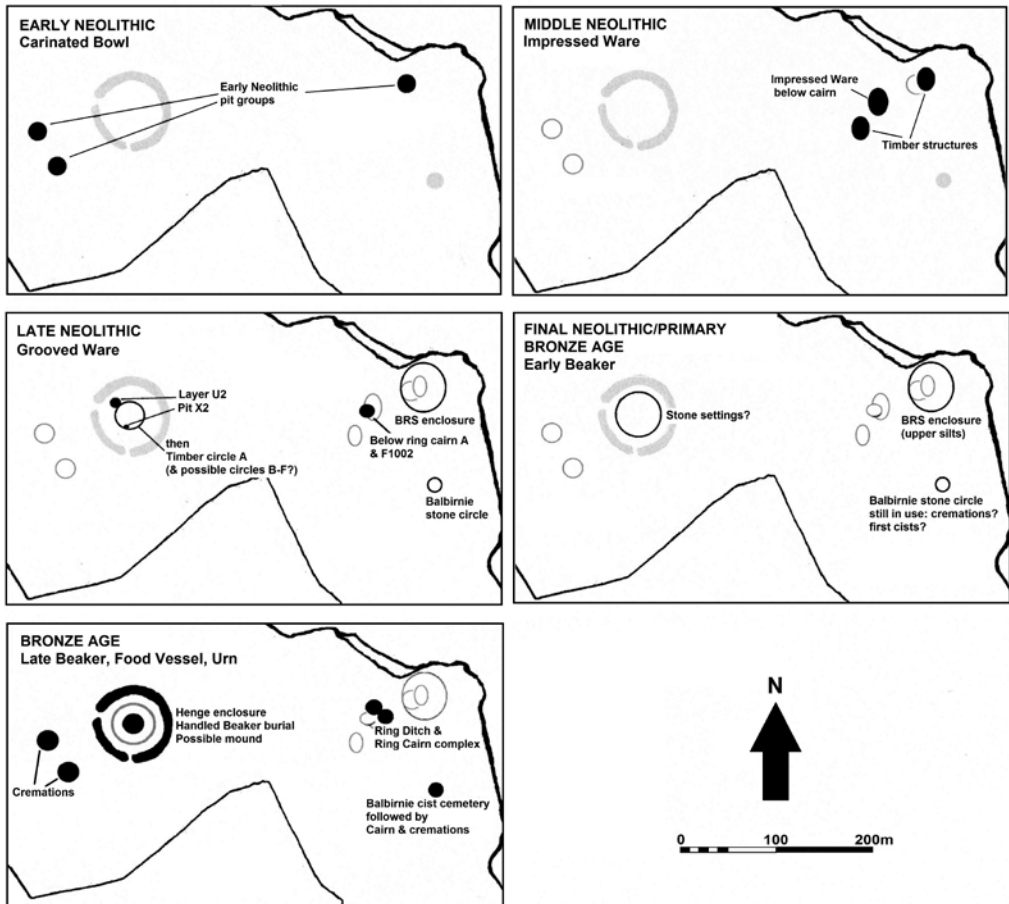 EARLY NEOLITHIC
Carinated Bowl
Early Neolithic
pit groups
MIDDLE NEOLITHIC
Impressed Ware
Impressed Ware
below cairn
Timber structures
LATE NEOLITHIC
Grooved Ware
Layer U2
Pit X2
then
Timber circle A
(& possible circles B-F?)
BRS enclosure
Below ring cairn A
& F1002
Balbirnie
stone circle
FINAL NEOLITHIC/PRIMARY
BRONZE AGE
Early Beaker
Stone settings?
BRS enclosure
(upper silts)
Balbirnie stone circle
still in use: cremations?
first cists?
BRONZE AGE
Late Beaker, Food Vessel, Urn
Henge enclosure
Handled Beaker burial
Possible mound
Cremations
Ring Ditch &
Ring Cairn complex
Balbirnie cist cemetery
followed by
Cairn & cremations
N
0 100 200m